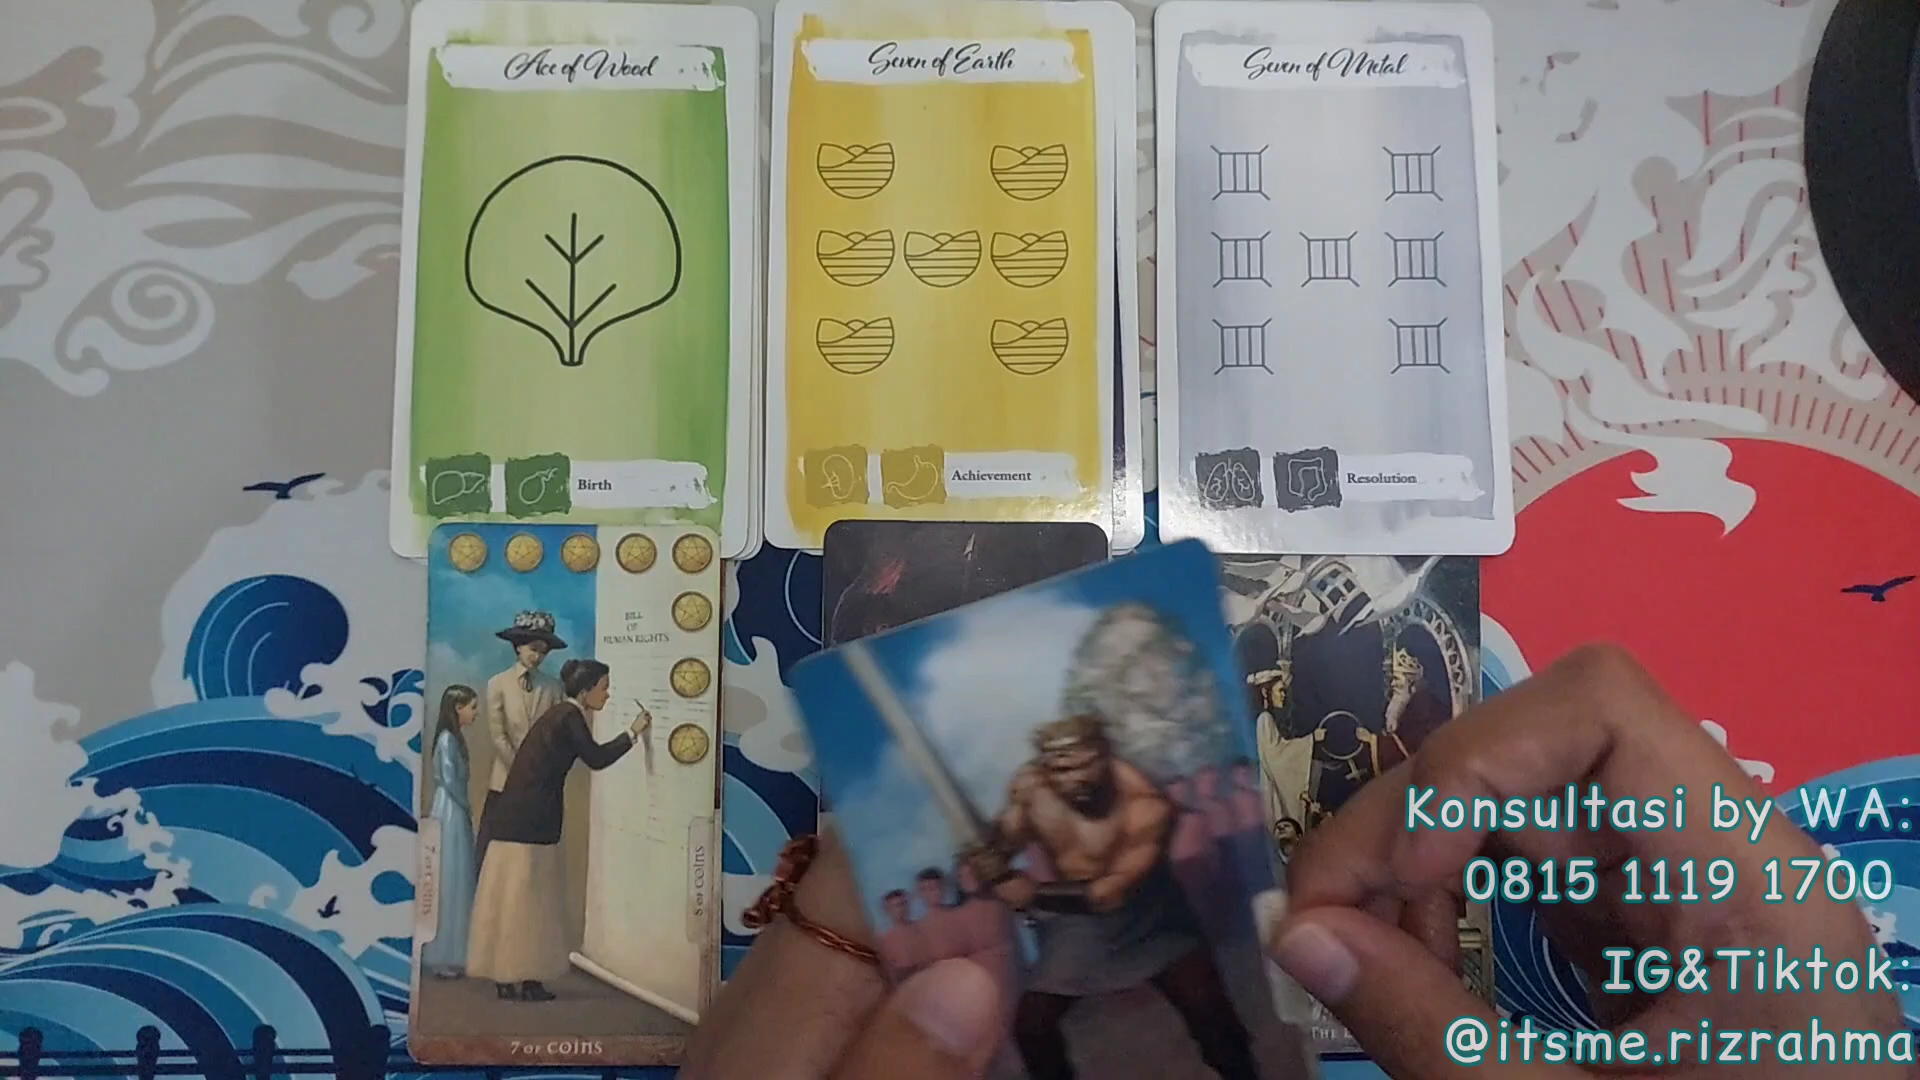 Ace of Wood
Seven of Earth
Seven of Metal
Birth
Achievement
Resolution
BILL
OF
HUMAN RIGHTS
7 OF COINS
8 OF COINS
7 OF COINS
THE
Konsultasi by WA:
0815 1119 1700
IG&Tiktok:
@itsme.rizrahma